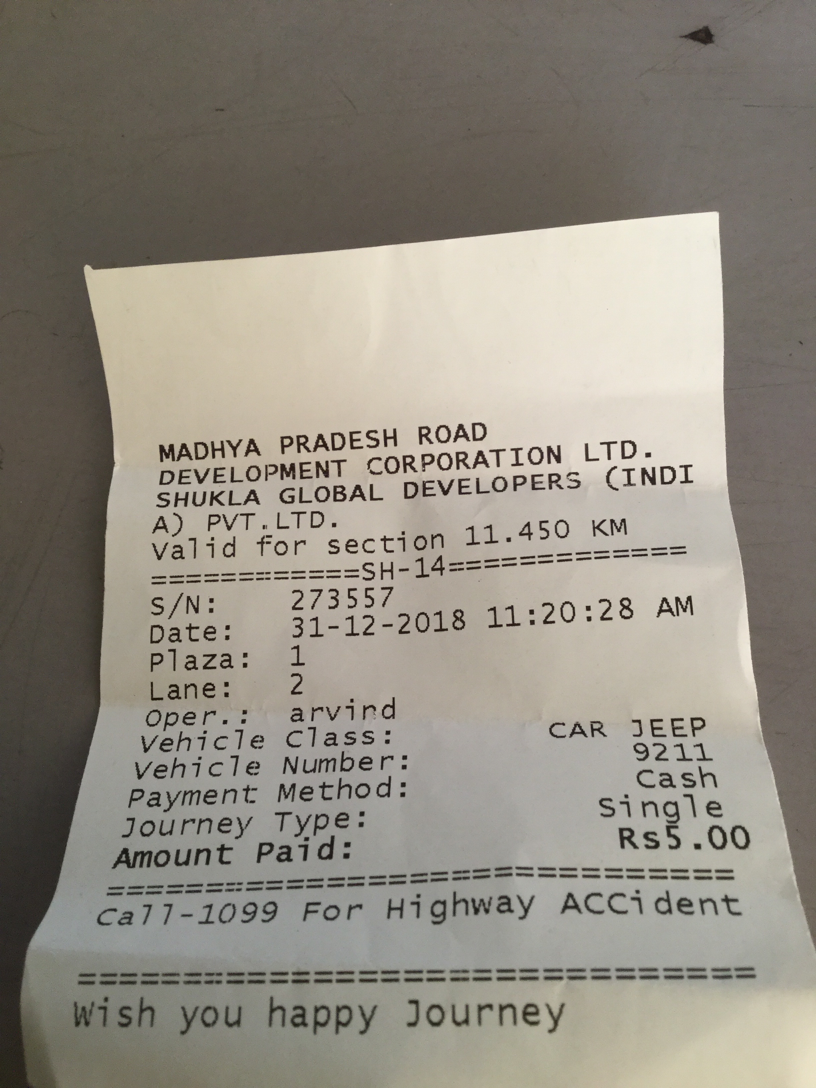 MADHYA PRADESH ROAD
DEVELOPMENT CORPORATION LTD.
SHUKLA GLOBAL DEVELOPERS (INDI
A) PVT.LTD.
Valid for section 11.450 KM
============SH-14=============
S/N: 273557
Date: 31-12-2018 11:20:28 AM
Plaza: 1
Lane: 2
Oper.: arvind
Vehicle Class: CAR JEEP
Vehicle Number: 9211
Payment Method: Cash
Journey Type: Single
Amount Paid: Rs5.00
==============================
Call-1099 For Highway ACCident
==============================
Wish you happy Journey